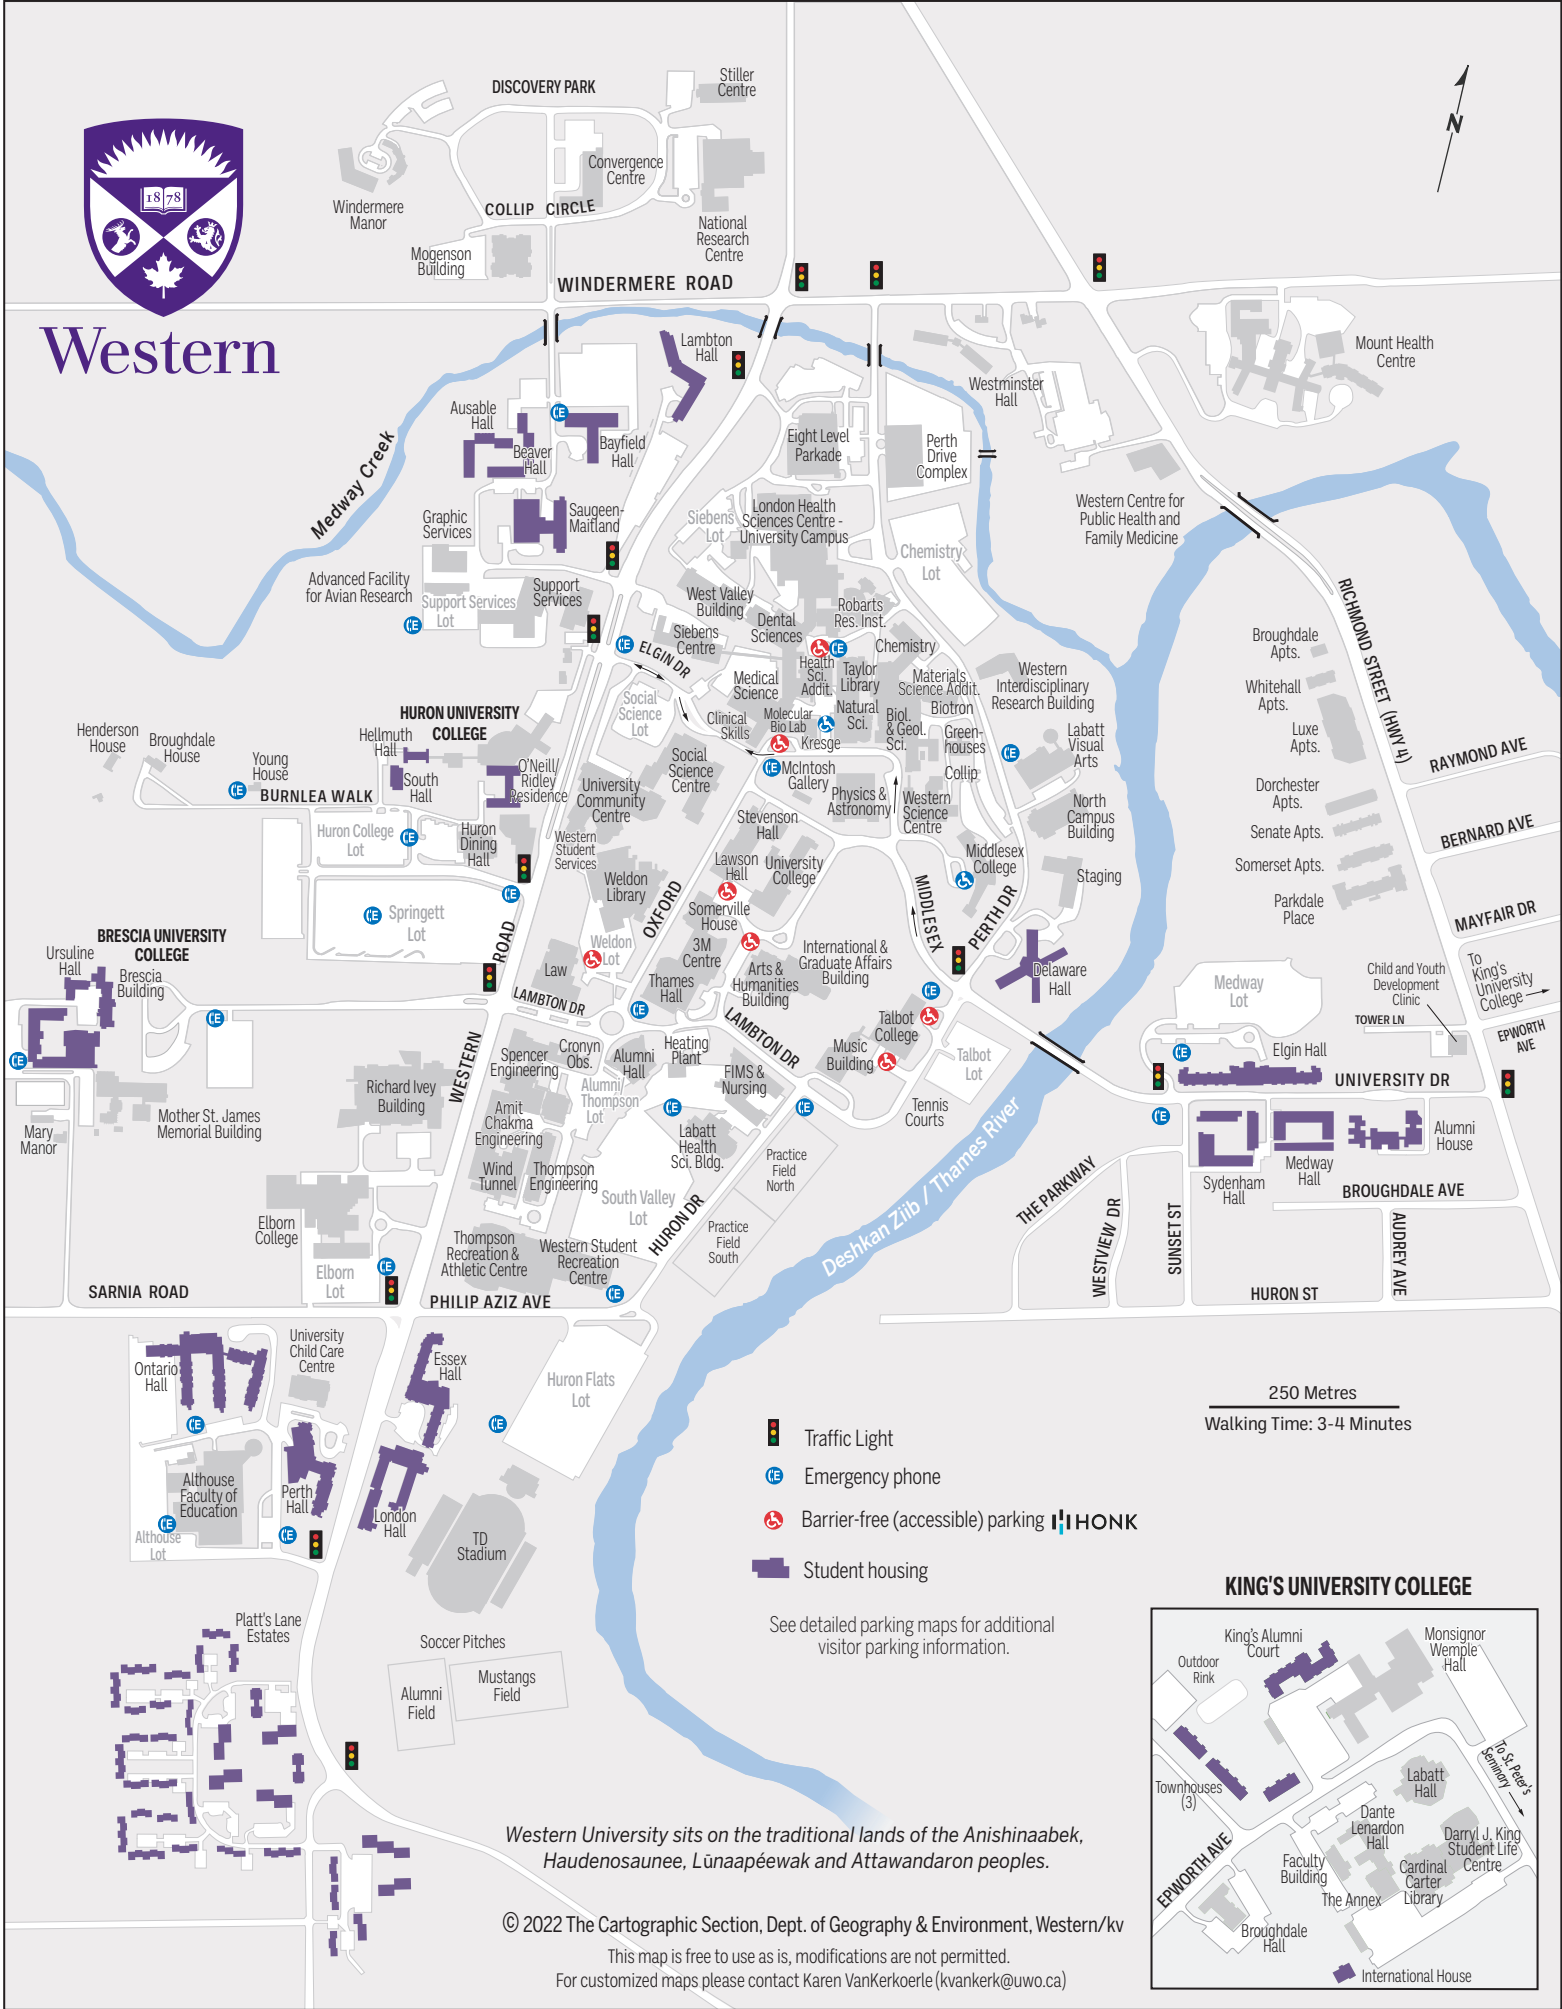 DISCOVERY PARK
Stiller
Centre
Convergence
Centre
Windermere
Manor
COLLIP CIRCLE
National
Research
Centre
Mogenson
Building
WINDERMERE ROAD
18 78
Western
N
Mount Health
Centre
Lambton
Hall
Westminster
Hall
Ausable
Hall
Beaver
Hall
Bayfield
Hall
Eight Level
Parkade
Perth
Drive
Complex
Medway Creek
Graphic
Services
Saugeen-
Maitland
Siebens
Lot
London Health
Sciences Centre -
University Campus
Chemistry
Lot
Western Centre for
Public Health and
Family Medicine
Advanced Facility
for Avian Research
Support Services
Lot
Support
Services
West Valley
Building
Siebens
Centre
Dental
Sciences
Robarts
Res. Inst.
ELGIN DR
Health
Sci.
Addit.
Taylor
Library
Chemistry
Materials
Science Addit.
Biotron
Western
Interdisciplinary
Research Building
RICHMOND STREET (HWY 4)
Broughdale
Apts.
Whitehall
Apts.
Luxe
Apts.
Dorchester
Apts.
Senate Apts.
Somerset Apts.
Parkdale
Place
RAYMOND AVE
BERNARD AVE
MAYFAIR DR
Social
Science
Lot
Medical
Science
Clinical
Skills
Molecular
Bio Lab
Natural
Sci.
Biol.
& Geol.
Sci.
Green-
houses
Labatt
Visual
Arts
Kresge
Collip
HURON UNIVERSITY
COLLEGE
Henderson
House
Broughdale
House
Young
House
Hellmuth
Hall
South
Hall
O'Neill/
Ridley
Residence
BURNLEA WALK
Huron College
Lot
Huron
Dining
Hall
Social
Science
Centre
McIntosh
Gallery
University
Community
Centre
Physics &
Astronomy
Western
Science
Centre
North
Campus
Building
Western
Student
Services
Stevenson
Hall
Lawson
Hall
University
College
Middlesex
College
Staging
Weldon
Library
OXFORD
Somerville
House
MIDDLESEX
PERTH DR
Springett
Lot
BRESCIA UNIVERSITY
COLLEGE
Ursuline
Hall
Brescia
Building
WESTERN ROAD
Law
Weldon
Lot
3M
Centre
International &
Graduate Affairs
Building
Delaware
Hall
Thames
Hall
Arts &
Humanities
Building
LAMBTON DR
LAMBTON DR
Talbot
College
Medway
Lot
Child and Youth
Development
Clinic
To
King's
University
College
TOWER LN
EPWORTH
AVE
Spencer
Engineering
Cronyn
Obs.
Alumni
Hall
Heating
Plant
FIMS &
Nursing
Music
Building
Talbot
Lot
Elgin Hall
UNIVERSITY DR
Richard Ivey
Building
Alumni/
Thompson
Lot
Amit
Chakma
Engineering
Labatt
Health
Sci. Bldg.
Tennis
Courts
Mary
Manor
Mother St. James
Memorial Building
Wind
Tunnel
Thompson
Engineering
Practice
Field
North
Practice
Field
South
South Valley
Lot
HURON DR
Deshkan Ziib / Thames River
THE PARKWAY
WESTVIEW DR
SUNSET ST
Sydenham
Hall
Medway
Hall
Alumni
House
BROUGHDALE AVE
AUDREY AVE
HURON ST
Elborn
College
Elborn
Lot
Thompson
Recreation &
Athletic Centre
Western Student
Recreation
Centre
SARNIA ROAD
PHILIP AZIZ AVE
Ontario
Hall
University
Child Care
Centre
Essex
Hall
Huron Flats
Lot
Althouse
Faculty of
Education
Althouse
Lot
Perth
Hall
London
Hall
TD
Stadium
250 Metres
Walking Time: 3-4 Minutes
Traffic Light
Emergency phone
Barrier-free (accessible) parking HONK
Student housing
See detailed parking maps for additional
visitor parking information.
Platt's Lane
Estates
Soccer Pitches
Alumni
Field
Mustangs
Field
KING'S UNIVERSITY COLLEGE
King's Alumni
Court
Monsignor
Wemple
Hall
Outdoor
Rink
Townhouses
(3)
To St. Peter's
Seminary
Labatt
Hall
Dante
Lenardon
Hall
Darryl J. King
Student Life
Centre
EPWORTH AVE
Faculty
Building
Cardinal
Carter
Library
The Annex
Broughdale
Hall
International House
Western University sits on the traditional lands of the Anishinaabek,
Haudenosaunee, Lūnaapéewak and Attawandaron peoples.
© 2022 The Cartographic Section, Dept. of Geography & Environment, Western/kv
This map is free to use as is, modifications are not permitted.
For customized maps please contact Karen VanKerkoerle (kvankerk@uwo.ca)